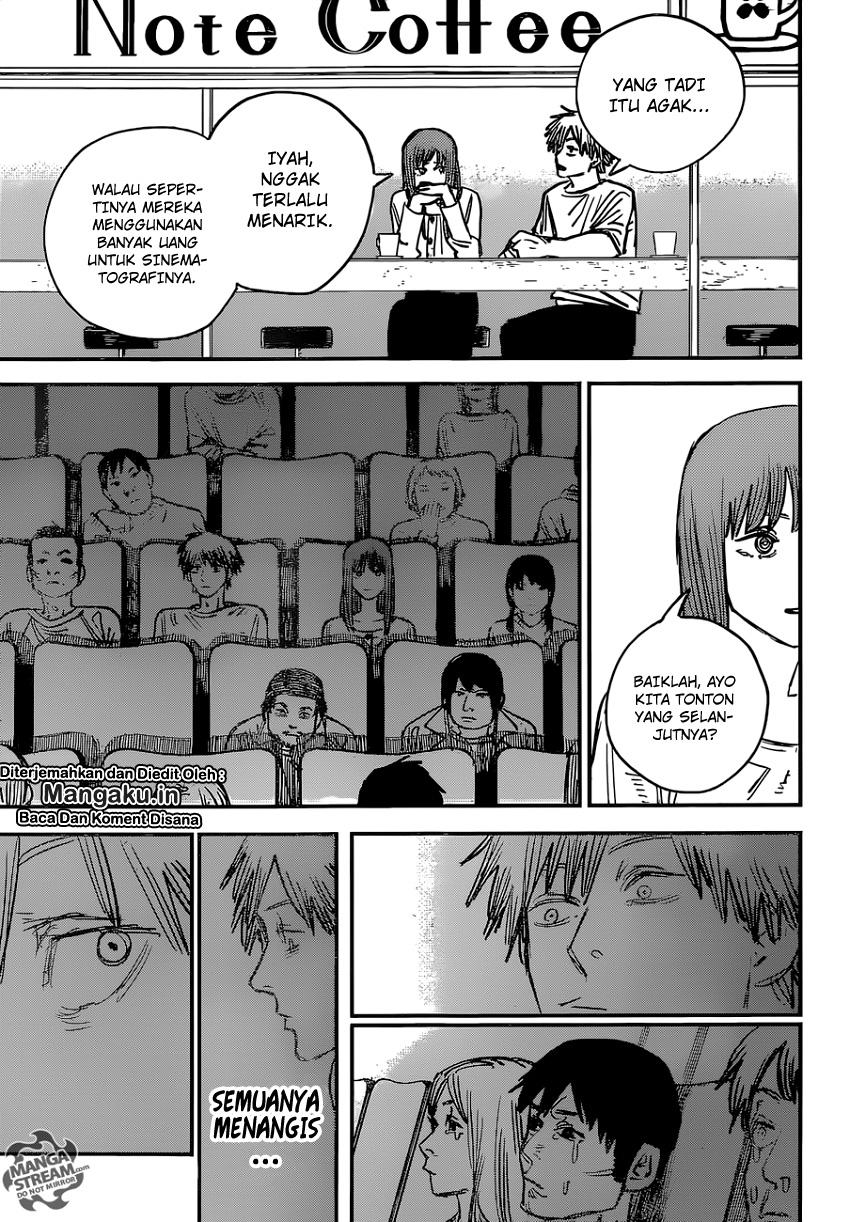 Note Coffee
YANG TADI
ITU AGAK...
IYAH,
NGGAK
TERLALU
MENARIK.
WALAU SEPER-
TINYA MEREKA
MENGGUNAKAN
BANYAK UANG
UNTUK SINEMA-
TOGRAFINYA.
BAIKLAH, AYO
KITA TONTON
YANG SELAN-
JUTNYA?
Diterjemahkan dan Diedit Oleh:
Mangaku.in
Baca Dan Koment Disana
SEMUANYA
MENANGIS
...
MANGA
STREAM.com
DO NOT MIRROR!